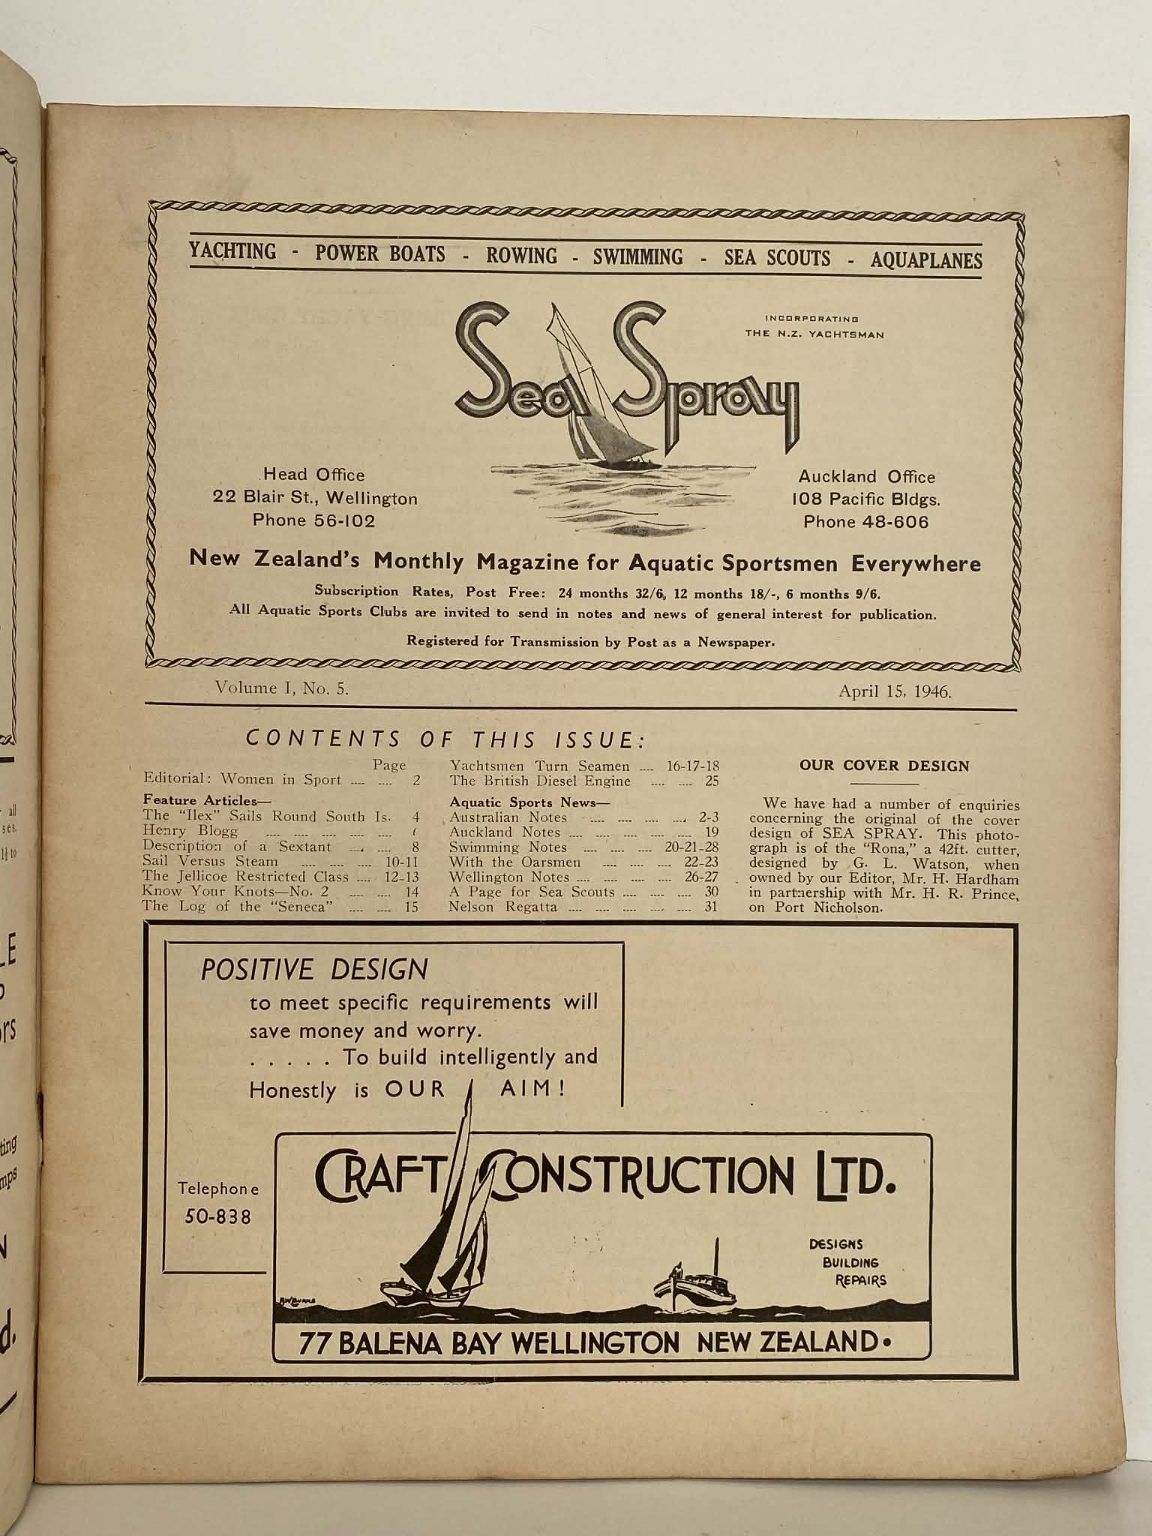 YACHTING - POWER BOATS - ROWING - SWIMMING - SEA SCOUTS - AQUAPLANES
Sea Spray
INCORPORATING
THE N.Z. YACHTSMAN
Head Office
22 Blair St., Wellington
Phone 56-102
Auckland Office
108 Pacific Bldgs.
Phone 48-606
New Zealand's Monthly Magazine for Aquatic Sportsmen Everywhere
Subscription Rates, Post Free: 24 months 32/6, 12 months 18/-, 6 months 9/6.
All Aquatic Sports Clubs are invited to send in notes and news of general interest for publication.
Registered for Transmission by Post as a Newspaper.
Volume I, No. 5.
April 15, 1946.
CONTENTS OF THIS ISSUE:
Page
Editorial: Women in Sport .... .... 2
Feature Articles—
The "Ilex" Sails Round South Is. 4
Henry Blogg .... .... .... .... ....
Description of a Sextant .... .... 8
Sail Versus Steam .... .... .... 10-11
The Jellicoe Restricted Class .... 12-13
Know Your Knots—No. 2 .... .... 14
The Log of the "Seneca" .... .... 15
Yachtsmen Turn Seamen .... 16-17-18
The British Diesel Engine .... .... 25
Aquatic Sports News—
Australian Notes .... .... .... .... 2-3
Auckland Notes .... .... .... .... 19
Swimming Notes .... .... .... 20-21-28
With the Oarsmen .... .... .... 22-23
Wellington Notes .... .... .... .... 26-27
A Page for Sea Scouts .... .... .... 30
Nelson Regatta .... .... .... .... .... 31
OUR COVER DESIGN
We have had a number of enquiries
concerning the original of the cover
design of SEA SPRAY. This photo-
graph is of the "Rona," a 42ft. cutter,
designed by G. L. Watson, when
owned by our Editor, Mr. H. Hardham
in partnership with Mr. H. R. Prince,
on Port Nicholson.
POSITIVE DESIGN
to meet specific requirements will
save money and worry.
. . . . . To build intelligently and
Honestly is OUR AIM!
Telephone
50-838
CRAFT CONSTRUCTION LTD.
DESIGNS
BUILDING
REPAIRS
77 BALENA BAY WELLINGTON NEW ZEALAND.